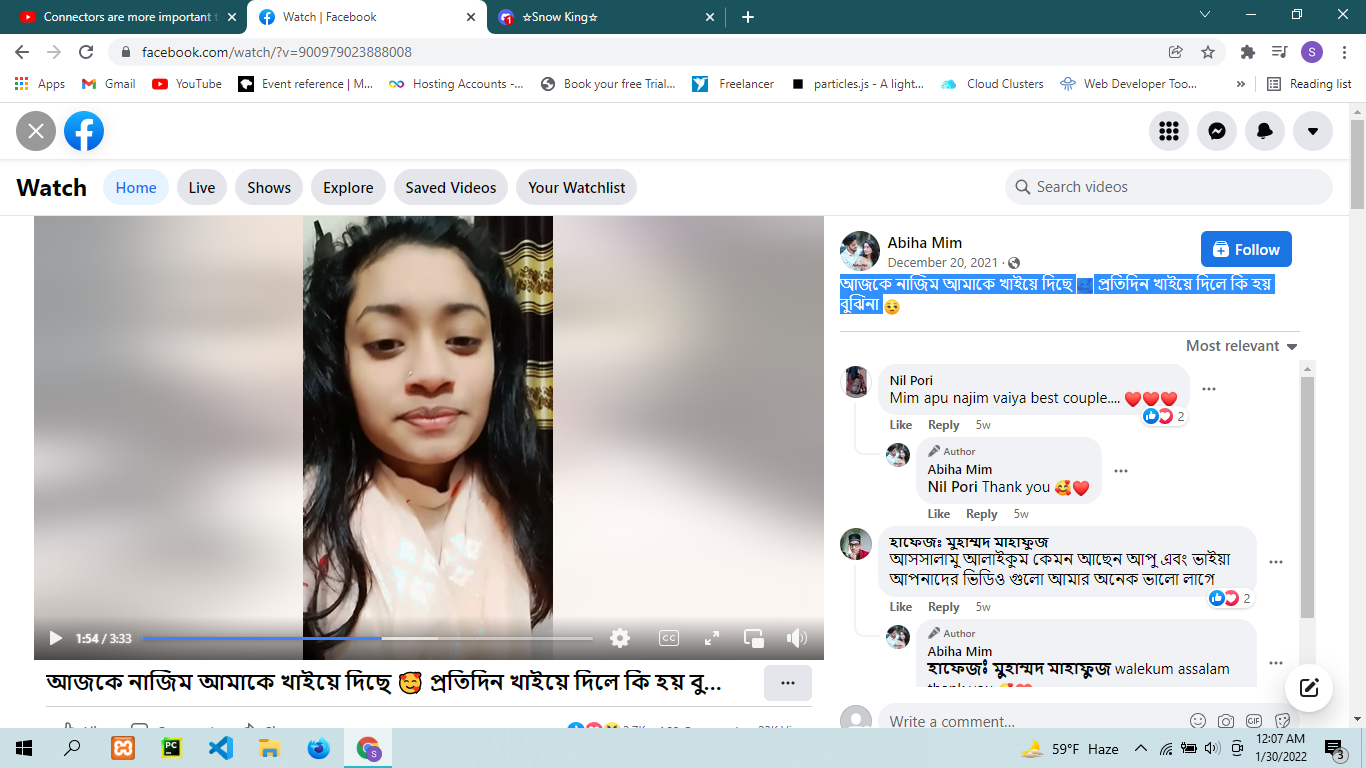 Connectors are more important t
Watch | Facebook
☆Snow King☆
facebook.com/watch/?v=900979023888008
Apps
Gmail
YouTube
Event reference | M...
Hosting Accounts -...
Book your free Trial...
Freelancer
particles.js - A light...
Cloud Clusters
Web Developer Too...
»
Reading list
Watch
Home
Live
Shows
Explore
Saved Videos
Your Watchlist
Search videos
Abiha Mim
December 20, 2021 ·
Follow
আজকে নাজিম আমাকে খাইয়ে দিছে🥰 প্রতিদিন খাইয়ে দিলে কি হয়
বুঝিনা 😒
Most relevant
Nil Pori
Mim apu najim vaiya best couple.... ❤️❤️❤️
2
Like Reply 5w
Author
Abiha Mim
Nil Pori Thank you 🥰❤️
Like Reply 5w
হাফেজঃ মুহাম্মদ মাহাফুজ
আসসালামু আলাইকুম কেমন আছেন আপু এবং ভাইয়া
আপনাদের ভিডিও গুলো আমার অনেক ভালো লাগে
2
Like Reply 5w
Author
Abiha Mim
হাফেজঃ মুহাম্মদ মাহাফুজ walekum assalam
Write a comment...
GIF
1:54 / 3:33
CC
আজকে নাজিম আমাকে খাইয়ে দিছে 🥰 প্রতিদিন খাইয়ে দিলে কি হয় বু...
PC
S
59°F Haze
12:07 AM
1/30/2022
3